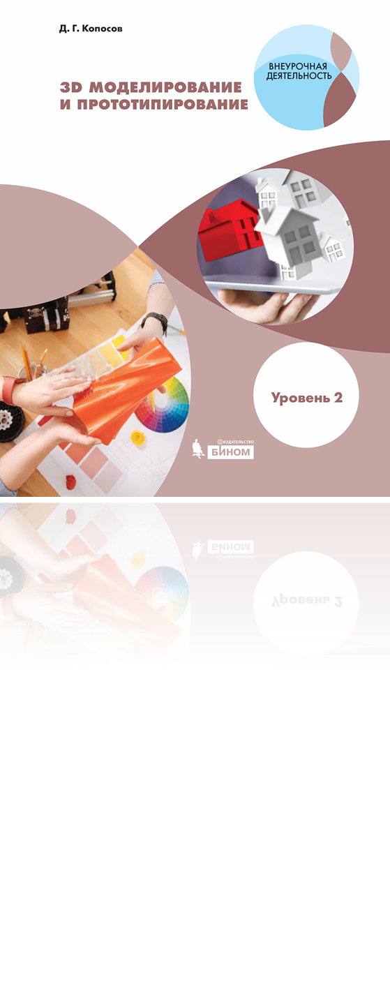 Д. Г. Копосов
ВНЕУРОЧНАЯ
ДЕЯТЕЛЬНОСТЬ
3D МОДЕЛИРОВАНИЕ
И ПРОТОТИПИРОВАНИЕ
Уровень 2
ИЗДАТЕЛЬСТВО
БИНОМ